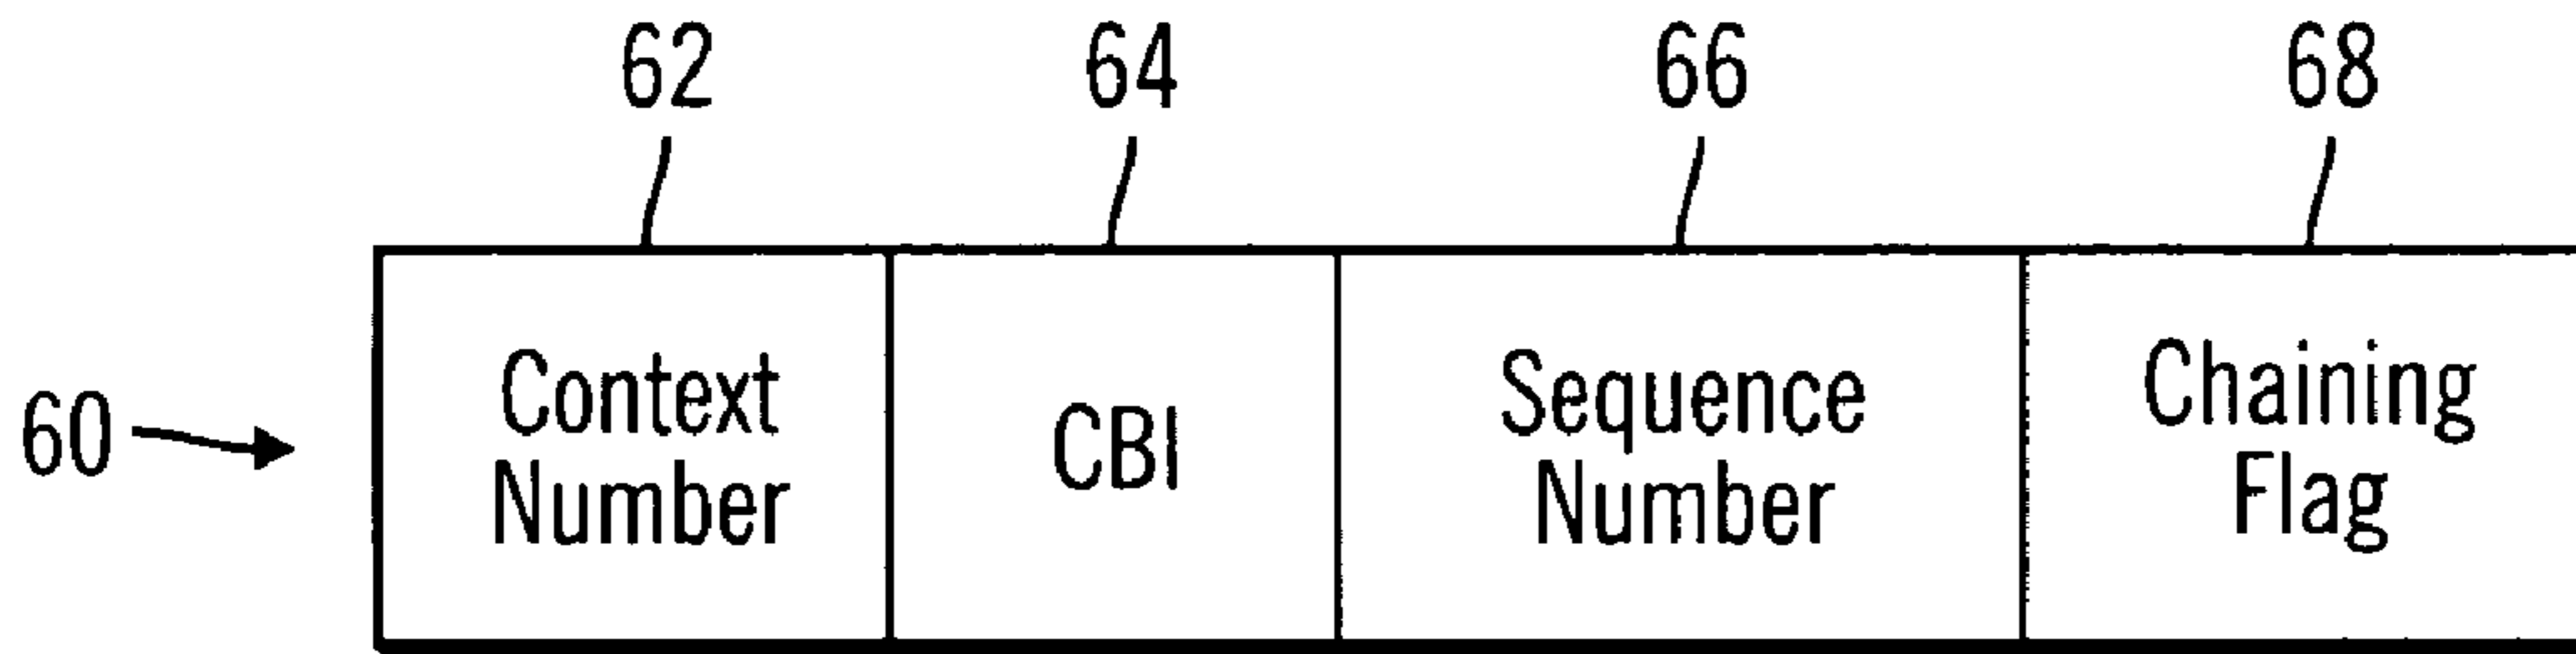 62 64 66 68
60
Context
Number
CBI
Sequence
Number
Chaining
Flag